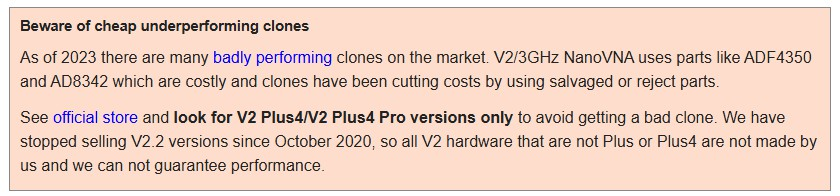 Beware of cheap underperforming clones
As of 2023 there are many badly performing clones on the market. V2/3GHz NanoVNA uses parts like ADF4350
and AD8342 which are costly and clones have been cutting costs by using salvaged or reject parts.
See official store and look for V2 Plus4/V2 Plus4 Pro versions only to avoid getting a bad clone. We have
stopped selling V2.2 versions since October 2020, so all V2 hardware that are not Plus or Plus4 are not made by
us and we can not guarantee performance.